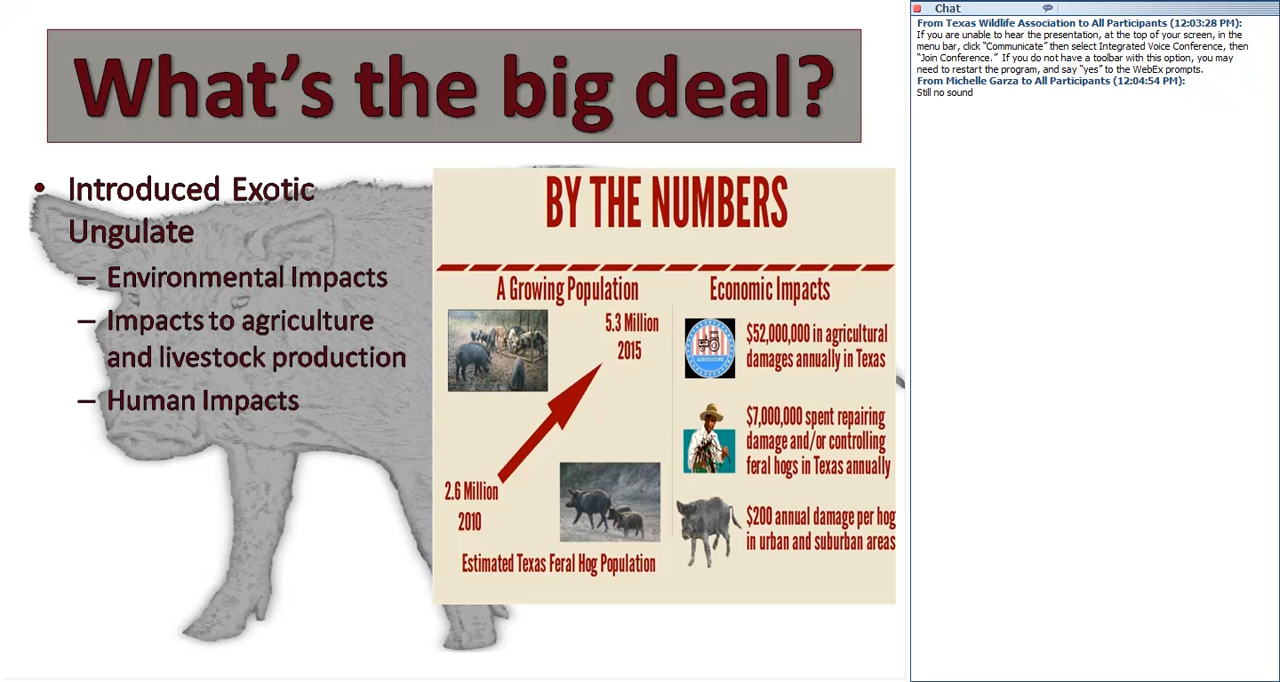 What's the big deal?
• Introduced Exotic
Ungulate
– Environmental Impacts
– Impacts to agriculture
and livestock production
– Human Impacts
BY THE NUMBERS
A Growing Population
5.3 Million
2015
2.6 Million
2010
Estimated Texas Feral Hog Population
Economic Impacts
$52,000,000 in agricultural
damages annually in Texas
$7,000,000 spent repairing
damage and/or controlling
feral hogs in Texas annually
$200 annual damage per hog
in urban and suburban areas
Chat
From Texas Wildlife Association to All Participants (12:03:28 PM):
If you are unable to hear the presentation, at the top of your screen, in the
menu bar, click "Communicate" then select Integrated Voice Conference, then
"Join Conference." If you do not have a toolbar with this option, you may
need to restart the program, and say "yes" to the WebEx prompts.
From Michelle Garza to All Participants (12:04:54 PM):
Still no sound